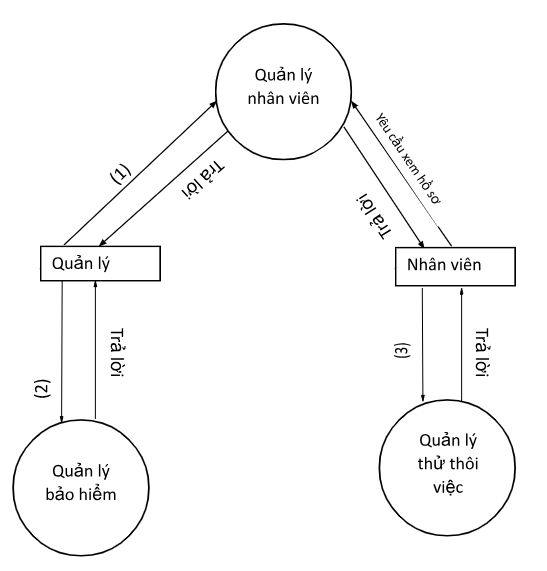 Quản lý
nhân viên
(1)
Trả lời
Yêu cầu xem hồ sơ
Trả lời
Quản lý
Nhân viên
(2)
Trả lời
(3)
Trả lời
Quản lý
bảo hiểm
Quản lý
thử thôi
việc